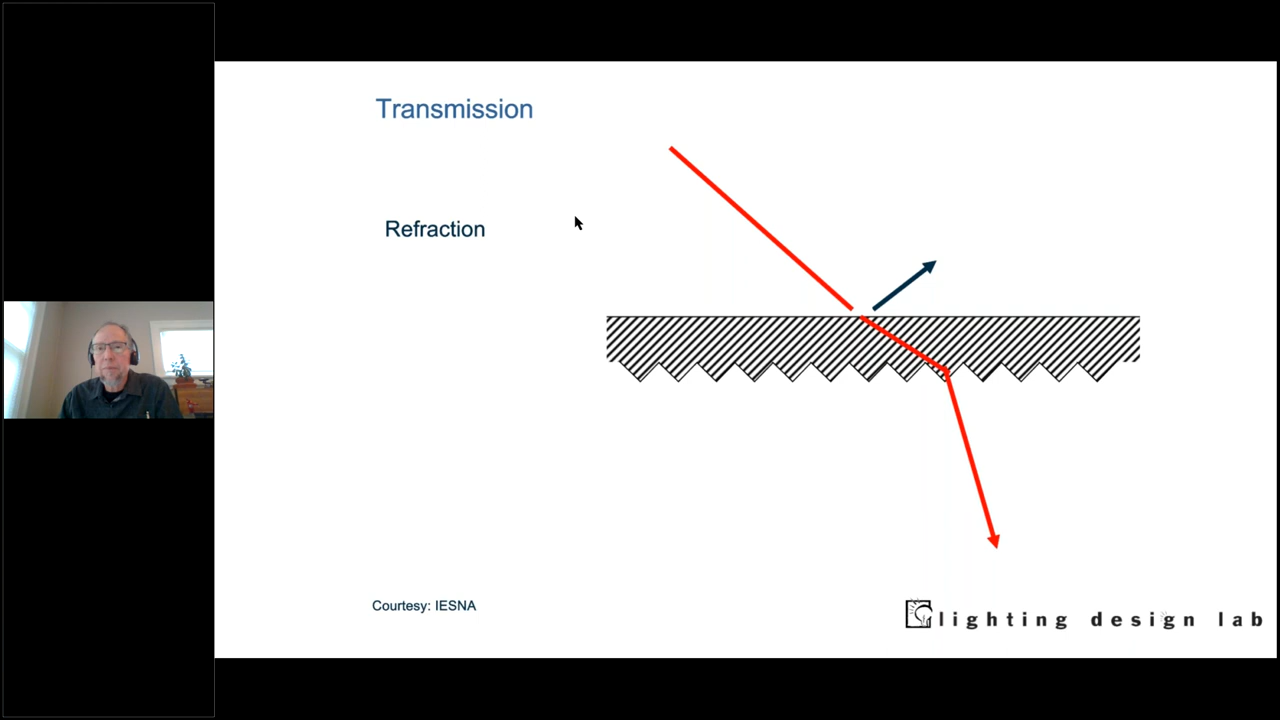 Transmission
Refraction
Courtesy: IESNA
lighting design lab